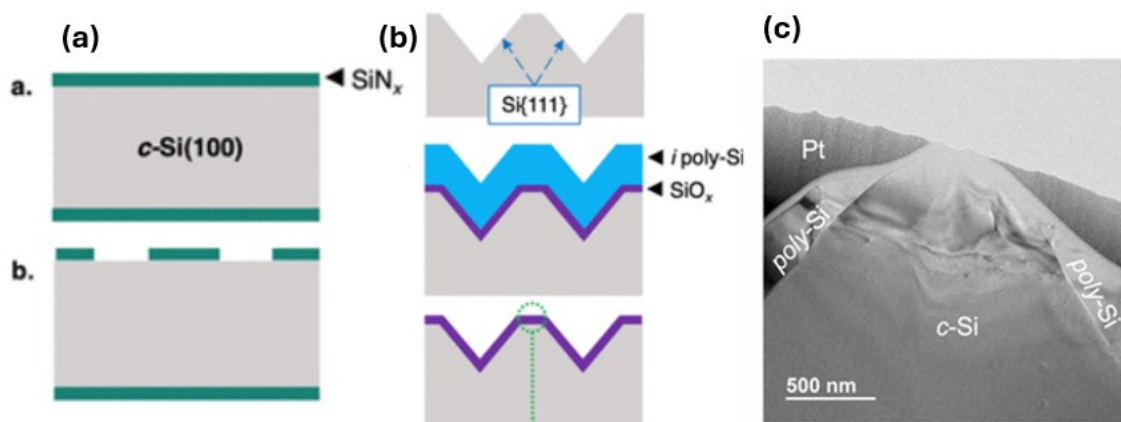 (a)
a.
SiNₓ
c-Si(100)
b.
(b)
Si{111}
i poly-Si
SiOₓ
(c)
Pt
poly-Si
poly-Si
c-Si
500 nm